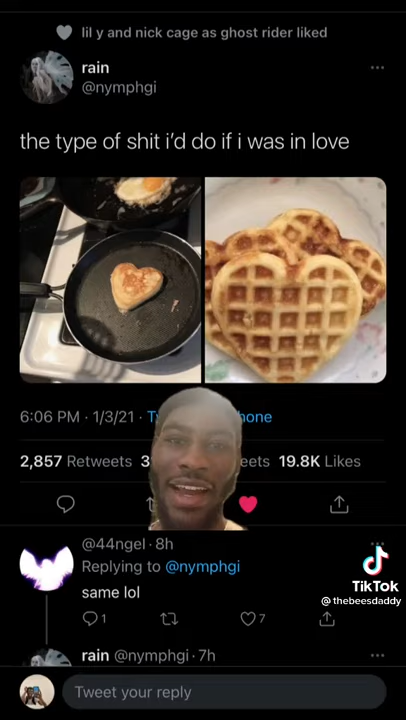 lil y and nick cage as ghost rider liked
rain
@nymphgi
the type of shit i'd do if i was in love
6:06 PM · 1/3/21 ·
2,857 Retweets 19.8K Likes
@44ngel · 8h
Replying to @nymphgi
same lol
1 7
TikTok
@thebeesdaddy
rain @nymphgi · 7h
Tweet your reply